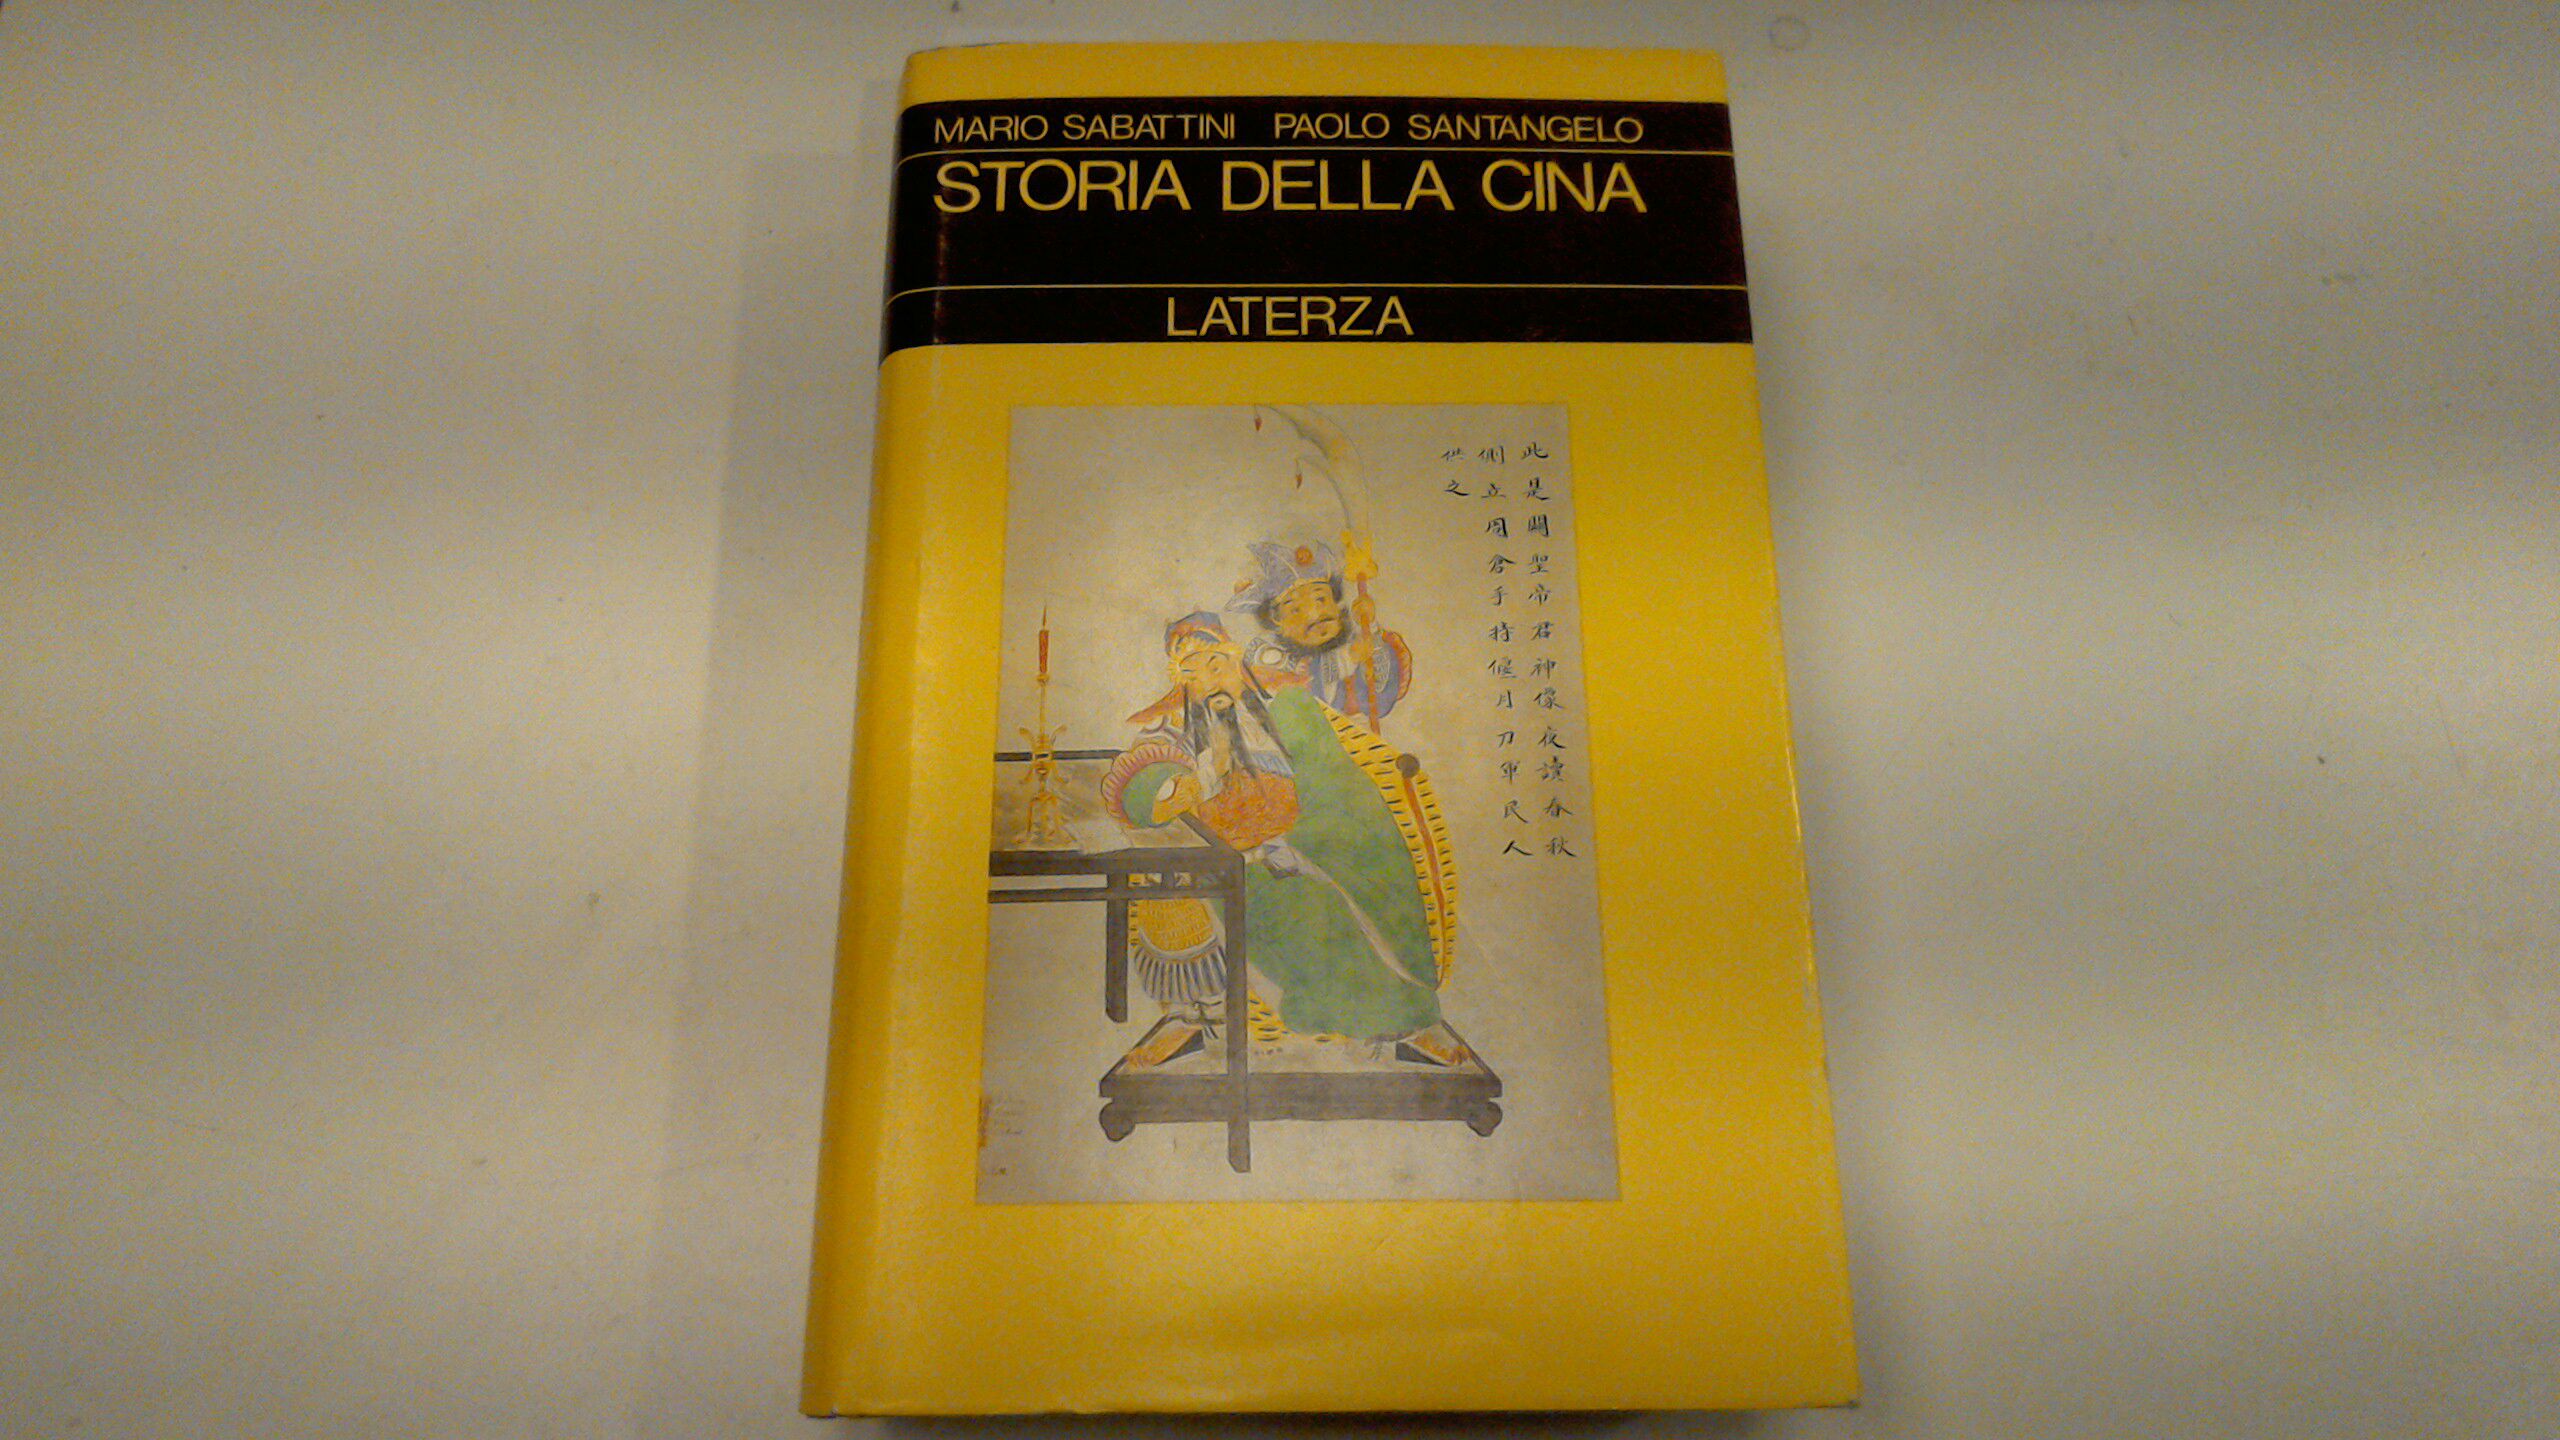 MARIO SABATTINI PAOLO SANTANGELO
STORIA DELLA CINA
LATERZA
此是關聖帝君神像夜讀春秋
側立周倉手持偃月刀軍民人
供之